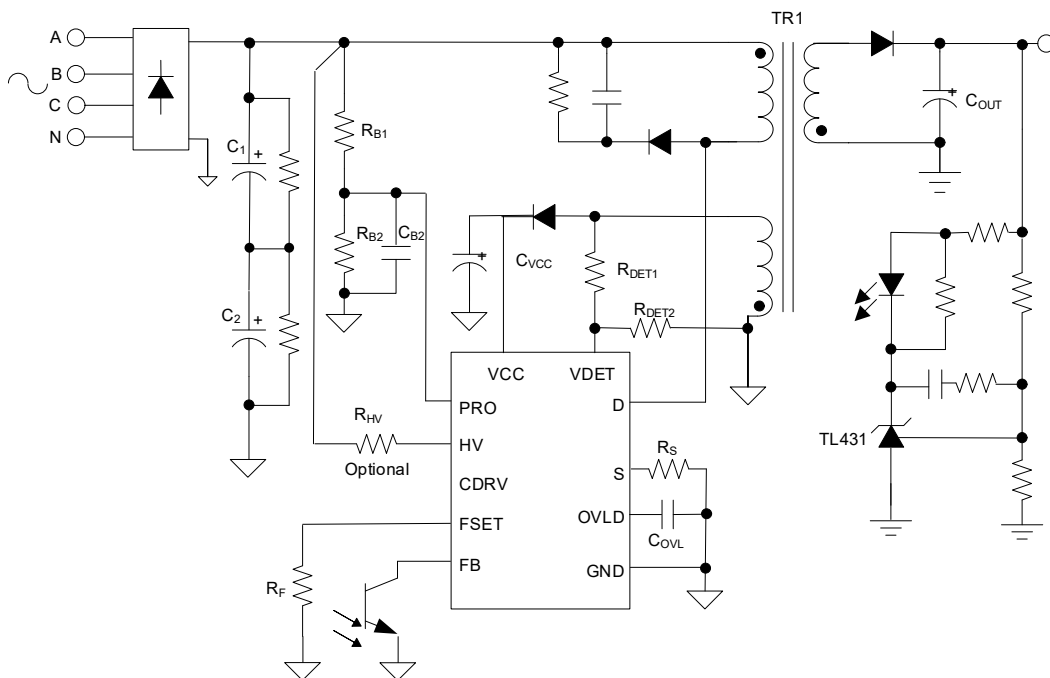 TR1
A
B
C
N
C1
RB1
RB2
CB2
C2
CVCC
RDET1
RDET2
COUT
VCC
VDET
PRO
D
RHV
Optional
HV
CDRV
S
RS
TL431
FSET
OVLD
COVL
FB
GND
RF